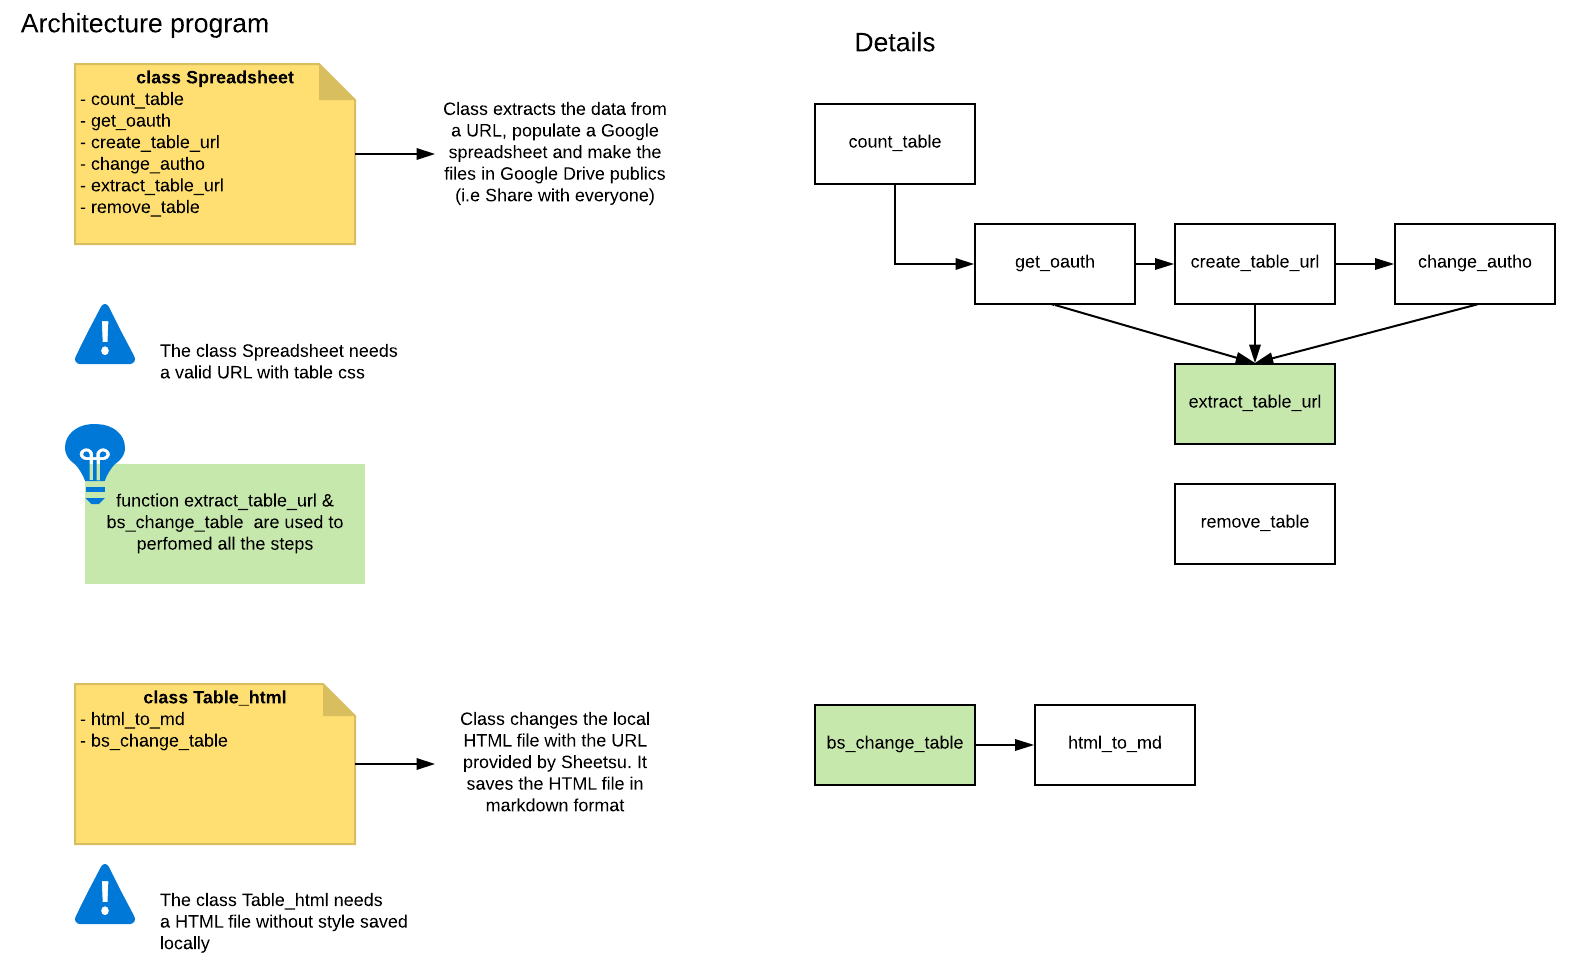 Architecture program
class Spreadsheet
- count_table
- get_oauth
- create_table_url
- change_autho
- extract_table_url
- remove_table
Class extracts the data from
a URL, populate a Google
spreadsheet and make the
files in Google Drive publics
(i.e Share with everyone)
The class Spreadsheet needs
a valid URL with table css
function extract_table_url &
bs_change_table are used to
perfomed all the steps
class Table_html
- html_to_md
- bs_change_table
Class changes the local
HTML file with the URL
provided by Sheetsu. It
saves the HTML file in
markdown format
The class Table_html needs
a HTML file without style saved
locally
Details
count_table
get_oauth
create_table_url
change_autho
extract_table_url
remove_table
bs_change_table
html_to_md